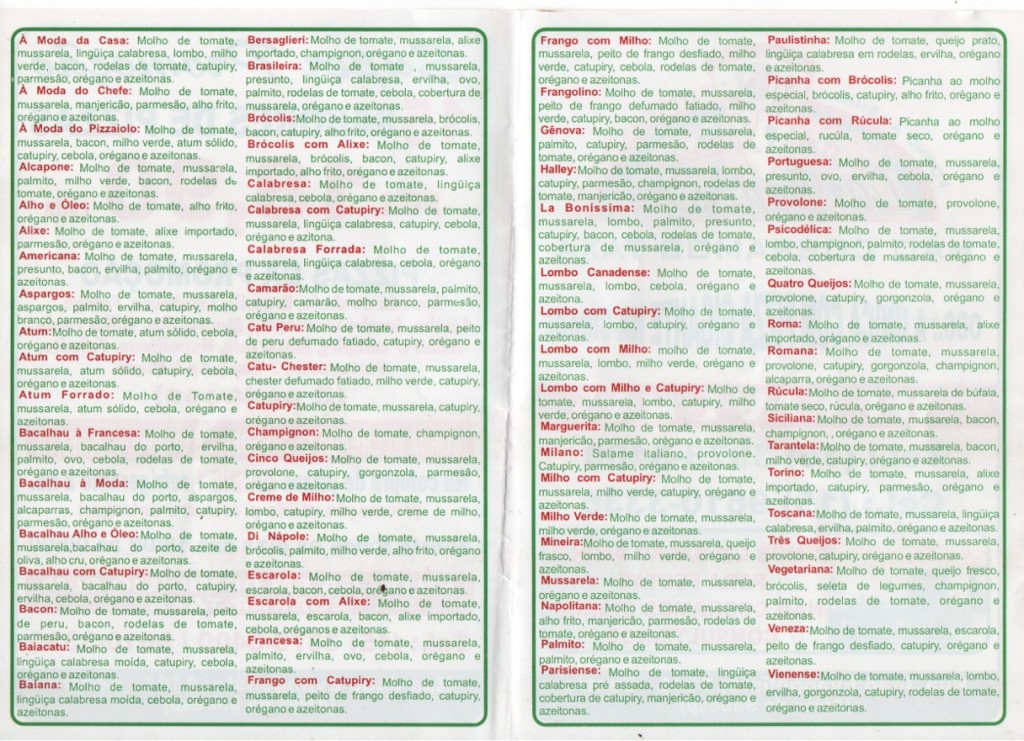 À Moda da Casa: Molho de tomate,
mussarela, lingüiça calabresa, lombo, milho
verde, bacon, rodelas de tomate, catupiry,
parmesão, orégano e azeitonas.
À Moda do Chefe: Molho de tomate,
mussarela, manjericão, parmesão, alho frito,
orégano e azeitonas.
À Moda do Pizzaiolo: Molho de tomate,
mussarela, bacon, milho verde, atum sólido,
catupiry, cebola, orégano e azeitonas.
Alcapone: Molho de tomate, mussarela,
palmito, milho verde, bacon, rodelas de
tomate, orégano e azeitonas.
Alho e Óleo: Molho de tomate, alho frito,
orégano e azeitonas.
Alixe: Molho de tomate, alixe importado,
parmesão, orégano e azeitonas.
Americana: Molho de tomate, mussarela,
presunto, bacon, ervilha, palmito, orégano e
azeitonas.
Aspargos: Molho de tomate, mussarela,
aspargos, palmito, ervilha, catupiry, molho
branco, parmesão, orégano e azeitonas.
Atum: Molho de tomate, atum sólido, cebola,
orégano e azeitonas.
Atum com Catupiry: Molho de tomate,
mussarela, atum sólido, catupiry, cebola,
orégano e azeitonas.
Atum Forrado: Molho de Tomate,
mussarela, atum sólido, cebola, orégano e
azeitonas.
Bacalhau à Francesa: Molho de tomate,
mussarela, bacalhau do porto, ervilha,
palmito, ovo, cebola, rodelas de tomate,
orégano e azeitonas.
Bacalhau à Moda: Molho de tomate,
mussarela, bacalhau do porto, aspargos,
alcaparras, champignon, palmito, catupiry,
parmesão, orégano e azeitonas.
Bacalhau Alho e Óleo: Molho de tomate,
mussarela,bacalhau do porto, azeite de
oliva, alho cru, orégano e azeitonas.
Bacalhau com Catupiry: Molho de tomate,
mussarela, bacalhau do porto, catupiry,
ervilha, cebola, orégano e azeitonas.
Bacon: Molho de tomate, mussarela, peito
de peru, bacon, rodelas de tomate,
parmesão, orégano e azeitonas.
Baiacatu: Molho de tomate, mussarela,
lingüiça calabresa moída, catupiry, cebola,
orégano e azeitonas.
Baiana: Molho de tomate, mussarela,
lingüiça calabresa moída, cebola, orégano e
azeitonas.
Bersaglieri: Molho de tomate, mussarela, alixe
importado, champignon, orégano e azeitonas.
Brasileira: Molho de tomate , mussarela,
presunto, lingüiça calabresa, ervilha, ovo,
palmito, rodelas de tomate, cebola, cobertura de
mussarela, orégano e azeitonas.
Brócolis: Molho de tomate, mussarela, brócolis,
bacon, catupiry, alho frito, orégano e azeitonas.
Brócolis com Alixe: Molho de tomate,
mussarela, brócolis, bacon, catupiry, alixe
importado, alho frito, orégano e azeitonas.
Calabresa: Molho de tomate, lingüiça
calabresa, cebola, orégano e azeitonas.
Calabresa com Catupiry: Molho de tomate,
mussarela, lingüiça calabresa, catupiry, cebola,
orégano e azeitona.
Calabresa Forrada: Molho de tomate,
mussarela, lingüiça calabresa, cebola, orégano
e azeitonas.
Camarão: Molho de tomate, mussarela, palmito,
catupiry, camarão, molho branco, parmesão,
orégano e azeitonas.
Catu Peru: Molho de tomate, mussarela, peito
de peru defumado fatiado, catupiry, orégano e
azeitonas.
Catu- Chester: Molho de tomate, mussarela,
chester defumado fatiado, milho verde, catupiry,
orégano e azeitonas.
Catupiry: Molho de tomate, mussarela, catupiry,
orégano e azeitonas.
Champignon: Molho de tomate, champignon,
orégano e azeitonas.
Cinco Queijos: Molho de tomate, mussarela,
provolone, catupiry, gorgonzola, parmesão,
orégano e azeitonas.
Creme de Milho: Molho de tomate, mussarela,
lombo, catupiry, milho verde, creme de milho,
orégano e azeitonas.
Di Nápole: Molho de tomate, mussarela,
brócolis, palmito, milho verde, alho frito, orégano
e azeitonas.
Escarola: Molho de tomate, mussarela,
escarola, bacon, cebola, orégano e azeitonas.
Escarola com Alixe: Molho de tomate,
mussarela, escarola, bacon, alixe importado,
cebola, oréganos e azeitonas.
Francesa: Molho de tomate, mussarela,
palmito, ervilha, ovo, cebola, orégano e
azeitonas.
Frango com Catupiry: Molho de tomate,
mussarela, peito de frango desfiado, catupiry,
orégano e azeitonas.
Frango com Milho: Molho de tomate,
mussarela, peito de frango desfiado, milho
verde, catupiry, cebola, rodelas de tomate,
orégano e azeitonas.
Frangolino: Molho de tomate, mussarela,
peito de frango defumado fatiado, milho
verde, catupiry, bacon, orégano e azeitonas.
Gênova: Molho de tomate, mussarela,
palmito, catupiry, parmesão, rodelas de
tomate, orégano e azeitonas.
Halley: Molho de tomate, mussarela, lombo,
catupiry, parmesão, champignon, rodelas de
tomate, manjericão, orégano e azeitonas.
La Boníssima: Molho de tomate,
mussarela, lombo, palmito, presunto,
catupiry, bacon, cebola, rodelas de tomate,
cobertura de mussarela, orégano e
azeitonas.
Lombo Canadense: Molho de tomate,
mussarela, lombo, cebola, orégano e
azeitonas.
Lombo com Catupiry: Molho de tomate,
mussarela, lombo, catupiry, orégano e
azeitonas.
Lombo com Milho: molho de tomate,
mussarela, lombo, milho verde, orégano e
azeitonas.
Lombo com Milho e Catupiry: Molho de
tomate, mussarela, lombo, catupiry, milho
verde, orégano e azeitonas.
Marguerita: Molho de tomate, mussarela,
manjericão, parmesão, orégano e azeitonas.
Milano: Salame italiano, provolone.
Catupiry, parmesão, orégano e azeitonas.
Milho com Catupiry: Molho de tomate,
mussarela, milho verde, catupiry, orégano e
azeitonas.
Milho Verde: Molho de tomate, mussarela,
milho verde, orégano e azeitonas.
Mineira: Molho de tomate, mussarela, queijo
frasco, lombo, milho verde, orégano e
azeitonas.
Mussarela: Molho de tomate, mussarela,
orégano e azeitonas.
Napolitana: Molho de tomate, mussarela,
alho frito, manjericão, parmesão, rodelas de
tomate, orégano e azeitonas.
Palmito: Molho de tomate, mussarela,
palmito, orégano e azeitonas.
Parisiense: Molho de tomate, lingüiça
calabresa pré assada, rodelas de tomate,
cobertura de catupiry, manjericão, orégano e
azeitonas.
Paulistinha: Molho de tomate, queijo prato,
lingüiça calabresa em rodelas, ervilha, orégano
e azeitonas.
Picanha com Brócolis: Picanha ao molho
especial, brócolis, catupiry, alho frito, orégano e
azeitonas.
Picanha com Rúcula: Picanha ao molho
especial, rucúla, tomate seco, orégano e
azeitonas.
Portuguesa: Molho de tomate, mussarela,
presunto, ovo, ervilha, cebola, orégano e
azeitonas.
Provolone: Molho de tomate, provolone,
orégano e azeitonas.
Psicodélica: Molho de tomate, mussarela,
lombo, champignon, palmito, rodelas de tomate,
cebola, cobertura de mussarela, orégano e
azeitonas.
Quatro Queijos: Molho de tomate, mussarela,
provolone, catupiry, gorgonzola, orégano e
azeitonas.
Roma: Molho de tomate, mussarela, alixe
importado, orágano e azeitonas.
Romana: Molho de tomate, mussarela,
provolone, catupiry, gorgonzola, champignon,
alcaparra, orégano e azeitonas.
Rúcula: Molho de tomate, mussarela de búfala,
tomate seco, rúcula, orégano e azeitonas.
Siciliana: Molho de tomate, mussarela, bacon,
champignon, , orégano e azeitonas.
Tarantela: Molho de tomate, mussarela, bacon,
milho verde, catupiry, orégano e azeitonas.
Torino: Molho de tomate, mussarela, alixe
importado, catupiry, parmesão, orégano e
azeitonas.
Toscana: Molho de tomate, mussarela, lingüiça
calabresa, ervilha, palmito, orégano e azeitonas.
Três Queijos: Molho de tomate, mussarela,
provolone, catupiry, orégano e azeitonas.
Vegetariana: Molho de tomate, queijo fresco,
brócolis, seleta de legumes, champignon,
palmito, rodelas de tomate, orégano e
azeitonas.
Veneza: Molho de tomate, mussarela, escarola,
peito de frango desfiado, catupiry, cebola,
orégano e azeitonas.
Vienense: Molho de tomate, mussarela, lombo,
ervilha, gorgonzola, catupiry, rodelas de tomate,
orégano e azeitonas.